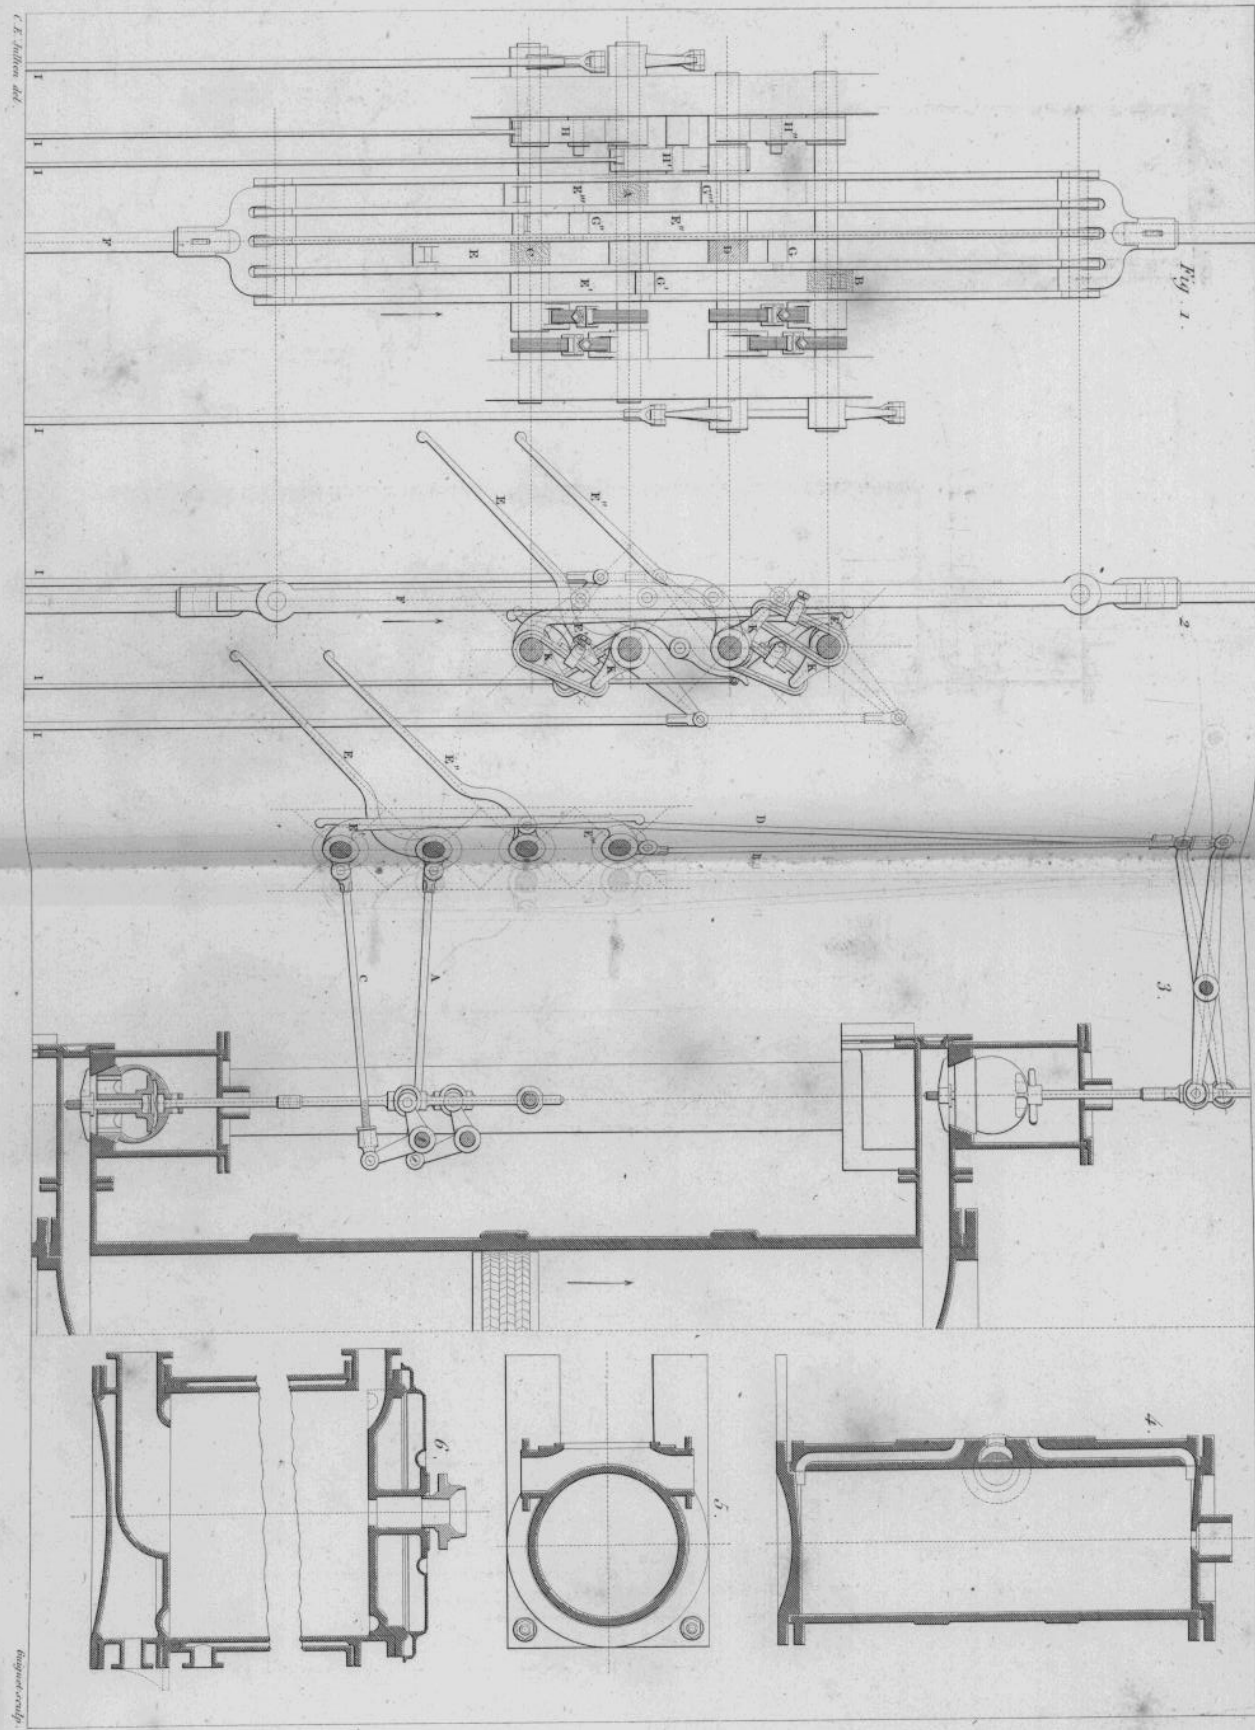 C. E. Jullien del.
Fig. 1.
I
I
I
H
H"
H'
E'''
A
G'''
G"
E"
F
E
C
D
G
E'
G'
B
I
2.
E
E"
I
F
E'
K
K
K
K
I
I
3.
E
E"
E'
E'''
D
B
C
A
4.
5.
6.
Guiguet sculp.